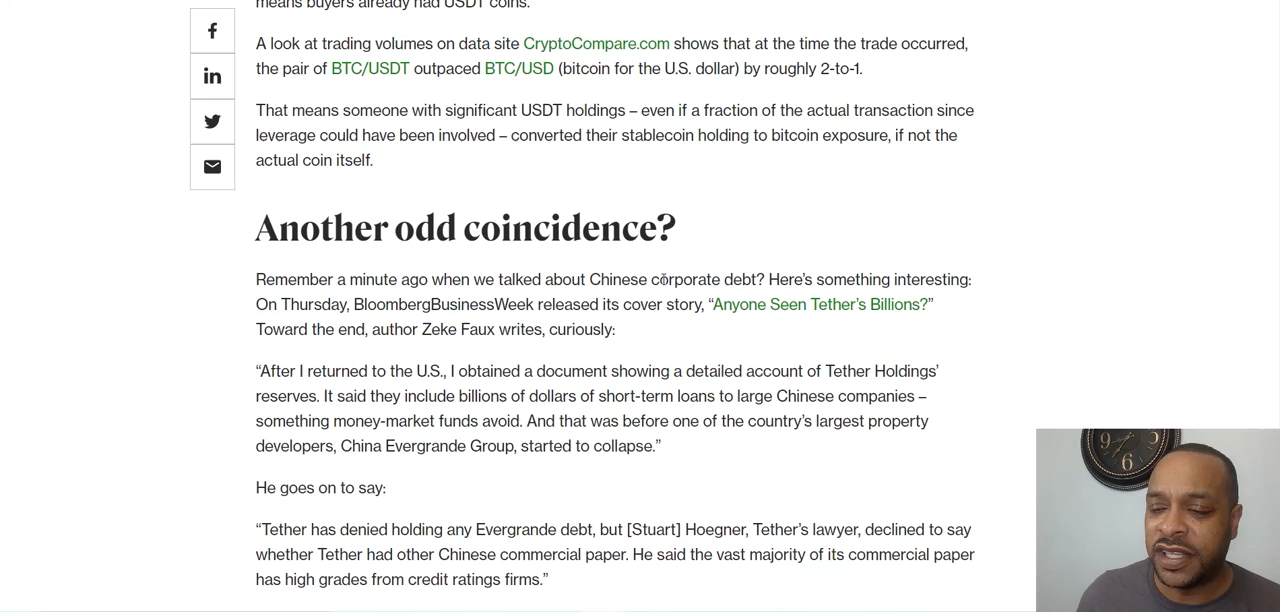 means buyers already had USDT coins.
A look at trading volumes on data site CryptoCompare.com shows that at the time the trade occurred,
the pair of BTC/USDT outpaced BTC/USD (bitcoin for the U.S. dollar) by roughly 2-to-1.
That means someone with significant USDT holdings – even if a fraction of the actual transaction since
leverage could have been involved – converted their stablecoin holding to bitcoin exposure, if not the
actual coin itself.
Another odd coincidence?
Remember a minute ago when we talked about Chinese corporate debt? Here's something interesting:
On Thursday, BloombergBusinessWeek released its cover story, “Anyone Seen Tether's Billions?”
Toward the end, author Zeke Faux writes, curiously:
“After I returned to the U.S., I obtained a document showing a detailed account of Tether Holdings’
reserves. It said they include billions of dollars of short-term loans to large Chinese companies –
something money-market funds avoid. And that was before one of the country's largest property
developers, China Evergrande Group, started to collapse.”
He goes on to say:
“Tether has denied holding any Evergrande debt, but [Stuart] Hoegner, Tether's lawyer, declined to say
whether Tether had other Chinese commercial paper. He said the vast majority of its commercial paper
has high grades from credit ratings firms.”